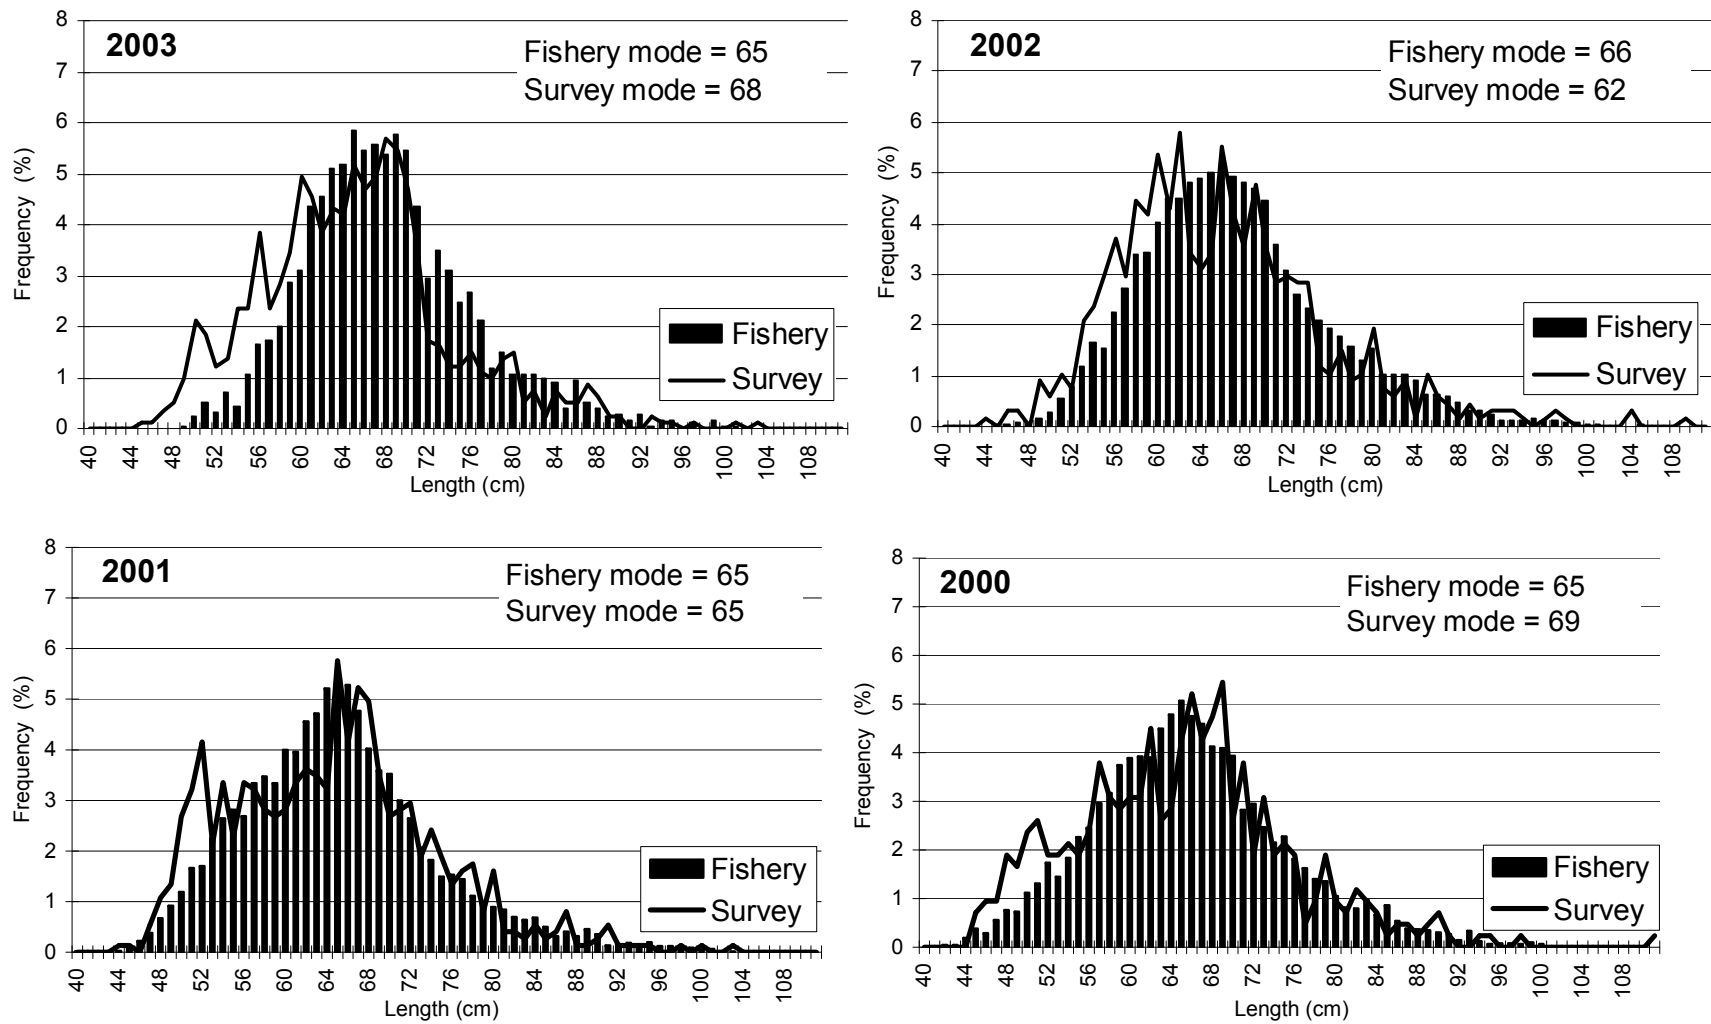 2003
Fishery mode = 65
Survey mode = 68
8
7
6
5
4
3
2
1
0
Frequency (%)
Fishery
Survey
40 44 48 52 56 60 64 68 72 76 80 84 88 92 96 100 104 108
Length (cm)
2002
Fishery mode = 66
Survey mode = 62
8
7
6
5
4
3
2
1
0
Frequency (%)
Fishery
Survey
40 44 48 52 56 60 64 68 72 76 80 84 88 92 96 100 104 108
Length (cm)
2001
Fishery mode = 65
Survey mode = 65
8
7
6
5
4
3
2
1
0
Frequency (%)
Fishery
Survey
40 44 48 52 56 60 64 68 72 76 80 84 88 92 96 100 104 108
Length (cm)
2000
Fishery mode = 65
Survey mode = 69
8
7
6
5
4
3
2
1
0
Frequency (%)
Fishery
Survey
40 44 48 52 56 60 64 68 72 76 80 84 88 92 96 100 104 108
Length (cm)